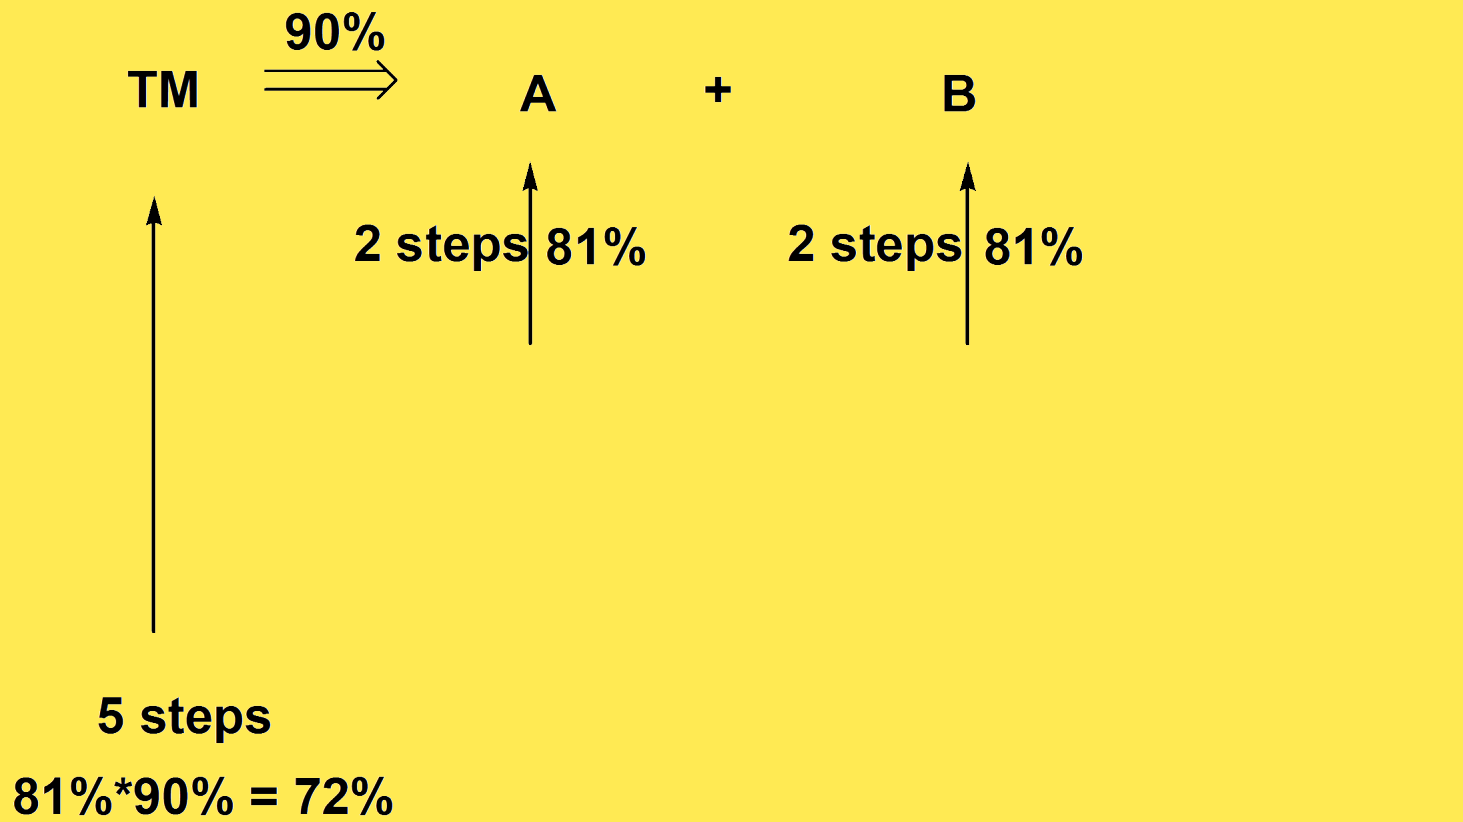 90%
TM A + B
2 steps 81% 2 steps 81%
5 steps
81%*90% = 72%